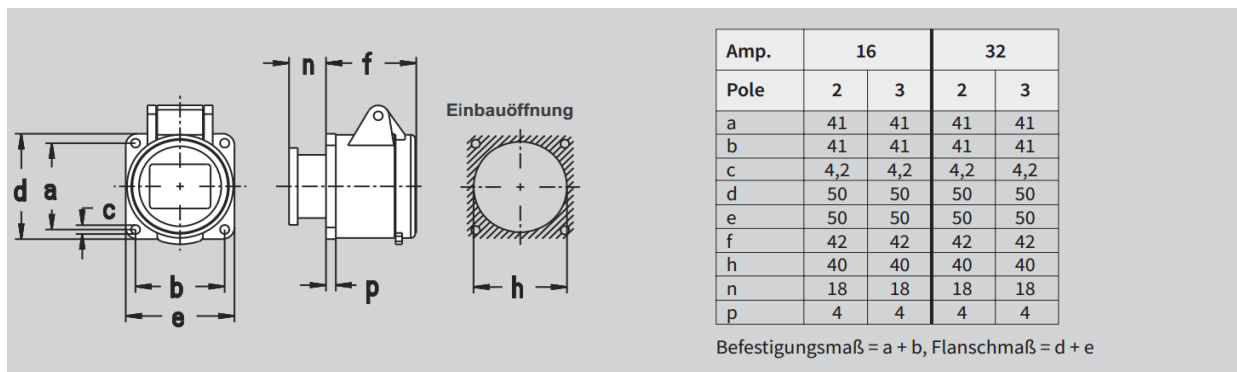 n f
Einbauöffnung
d a c
b p h
e
Amp. 16 32
Pole 2 3 2 3
a 41 41 41 41
b 41 41 41 41
c 4,2 4,2 4,2 4,2
d 50 50 50 50
e 50 50 50 50
f 42 42 42 42
h 40 40 40 40
n 18 18 18 18
p 4 4 4 4
Befestigungsmaß = a + b, Flanschmaß = d + e